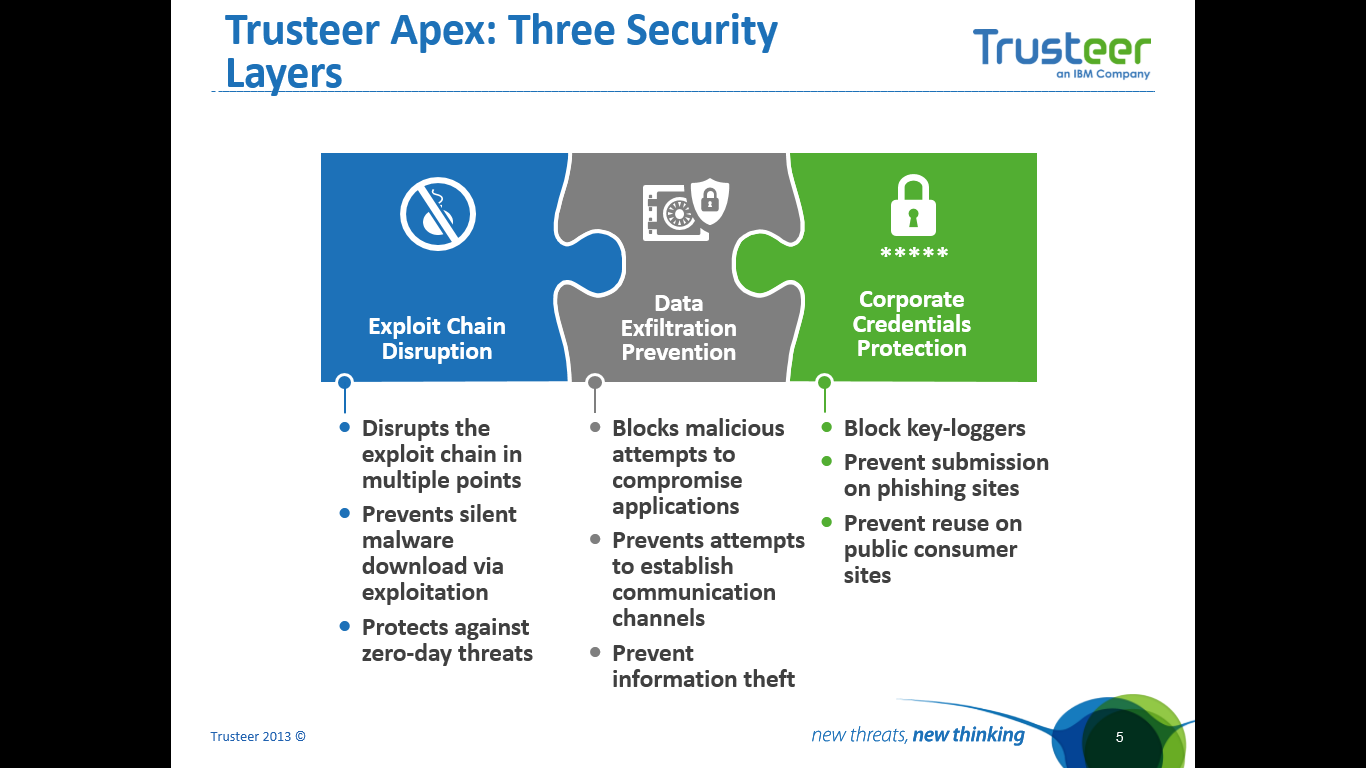 Trusteer Apex: Three Security
Layers
Trusteer
an IBM Company
Exploit Chain
Disruption
Data
Exfiltration
Prevention
*****
Corporate
Credentials
Protection
Disrupts the
exploit chain in
multiple points
Prevents silent
malware
download via
exploitation
Protects against
zero-day threats
Blocks malicious
attempts to
compromise
applications
Prevents attempts
to establish
communication
channels
Prevent
information theft
Block key-loggers
Prevent submission
on phishing sites
Prevent reuse on
public consumer
sites
Trusteer 2013 ©
new threats, new thinking
5